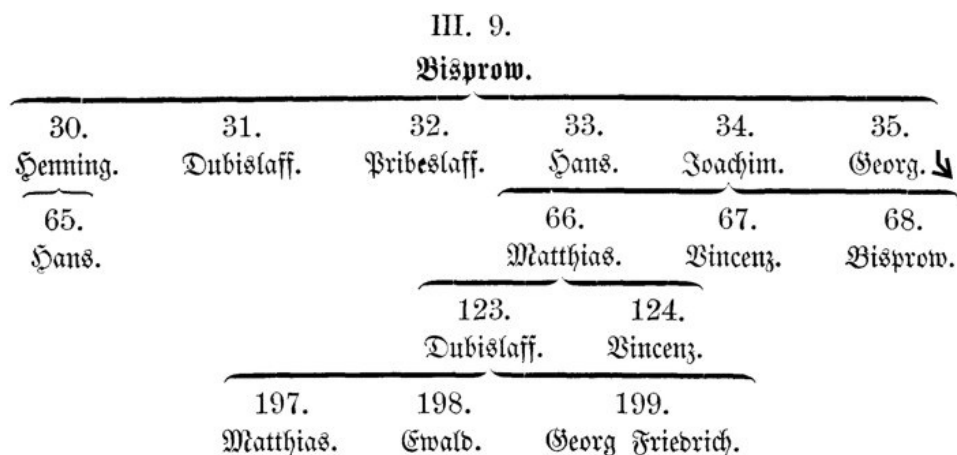 III. 9.
Bisprow.
30. 31. 32. 33. 34. 35.
Henning. Dubislaff. Pribeslaff. Hans. Joachim. Georg.
65. 66. 67. 68.
Hans. Matthias. Vincenz. Bisprow.
123. 124.
Dubislaff. Vincenz.
197. 198. 199.
Matthias. Ewald. Georg Friedrich.